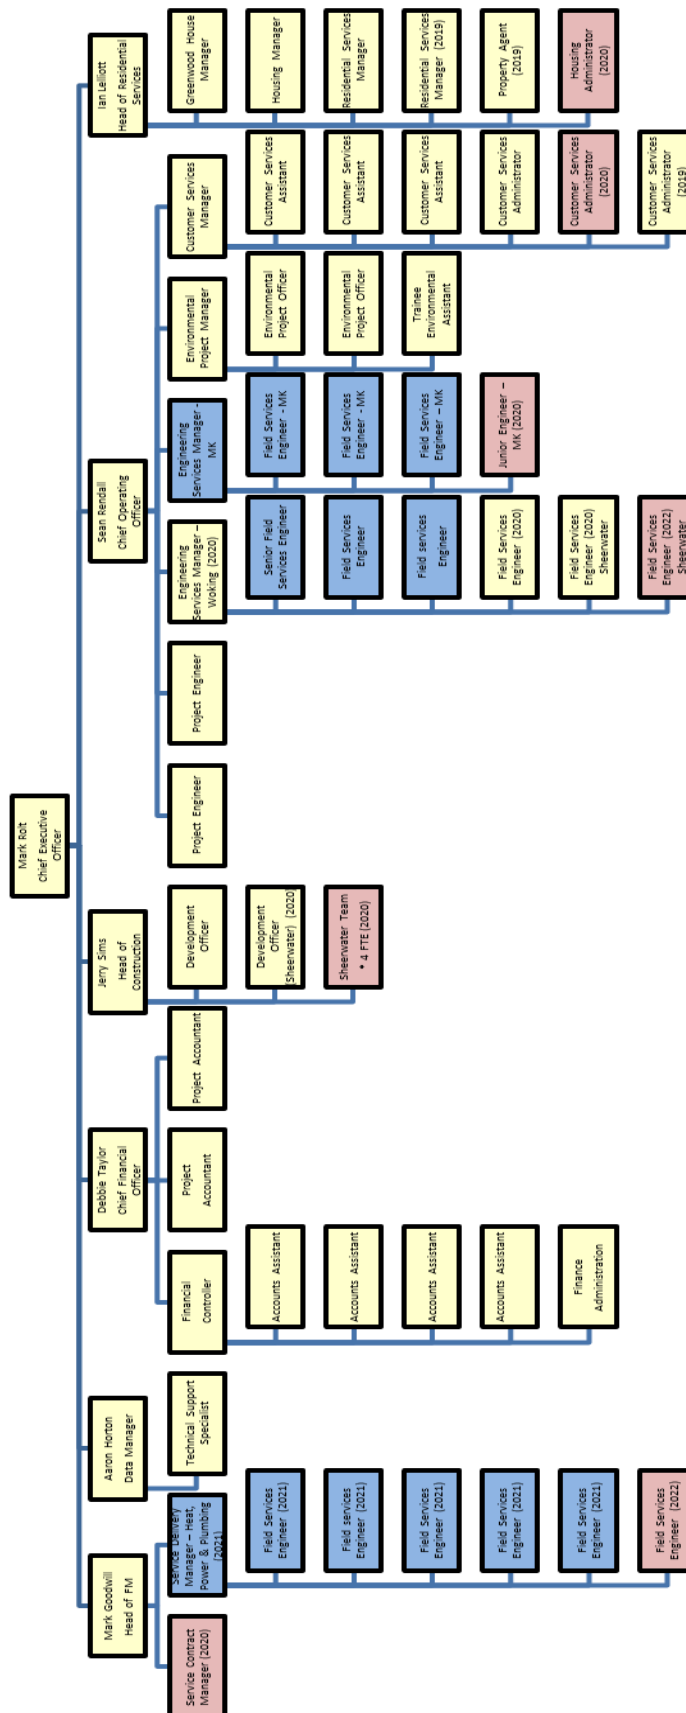 Mark Rolt
Chief Executive
Officer
Mark Goodwill
Head of FM
Service Contract
Manager (2020)
Service Delivery
Manager – Heat,
Power & Plumbing
(2021)
Field Services
Engineer (2021)
Field services
Engineer (2021)
Field Services
Engineer (2021)
Field Services
Engineer (2021)
Field Services
Engineer (2021)
Field Services
Engineer (2022)
Aaron Horton
Data Manager
Technical Support
Specialist
Debbie Taylor
Chief Financial
Officer
Financial
Controller
Accounts Assistant
Accounts Assistant
Accounts Assistant
Accounts Assistant
Finance
Administration
Project
Accountant
Project Accountant
Jerry Sims
Head of
Construction
Development
Officer
Development
Officer
(Sheerwater) (2020)
Sheerwater Team
* 4 FTE (2020)
Sean Rendall
Chief Operating
Officer
Project Engineer
Project Engineer
Engineering
Services Manager –
Woking (2020)
Senior Field
Services Engineer
Field Services
Engineer
Field services
Engineer
Field Services
Engineer (2020)
Field Services
Engineer (2020)
Sheerwater
Field Services
Engineer (2022)
Sheerwater
Engineering
Services Manager -
MK
Field Services
Engineer - MK
Field Services
Engineer - MK
Field Services
Engineer – MK
Junior Engineer –
MK (2020)
Environmental
Project Manager
Environmental
Project Officer
Environmental
Project Officer
Trainee
Environmental
Assistant
Customer Services
Manager
Customer Services
Assistant
Customer Services
Assistant
Customer Services
Assistant
Customer Services
Administrator
Customer Services
Administrator
(2020)
Customer Services
Administrator
(2019)
Ian Lelliott
Head of Residential
Services
Greenwood House
Manager
Housing Manager
Residential Services
Manager
Residential Services
Manager (2019)
Property Agent
(2019)
Housing
Administrator
(2020)